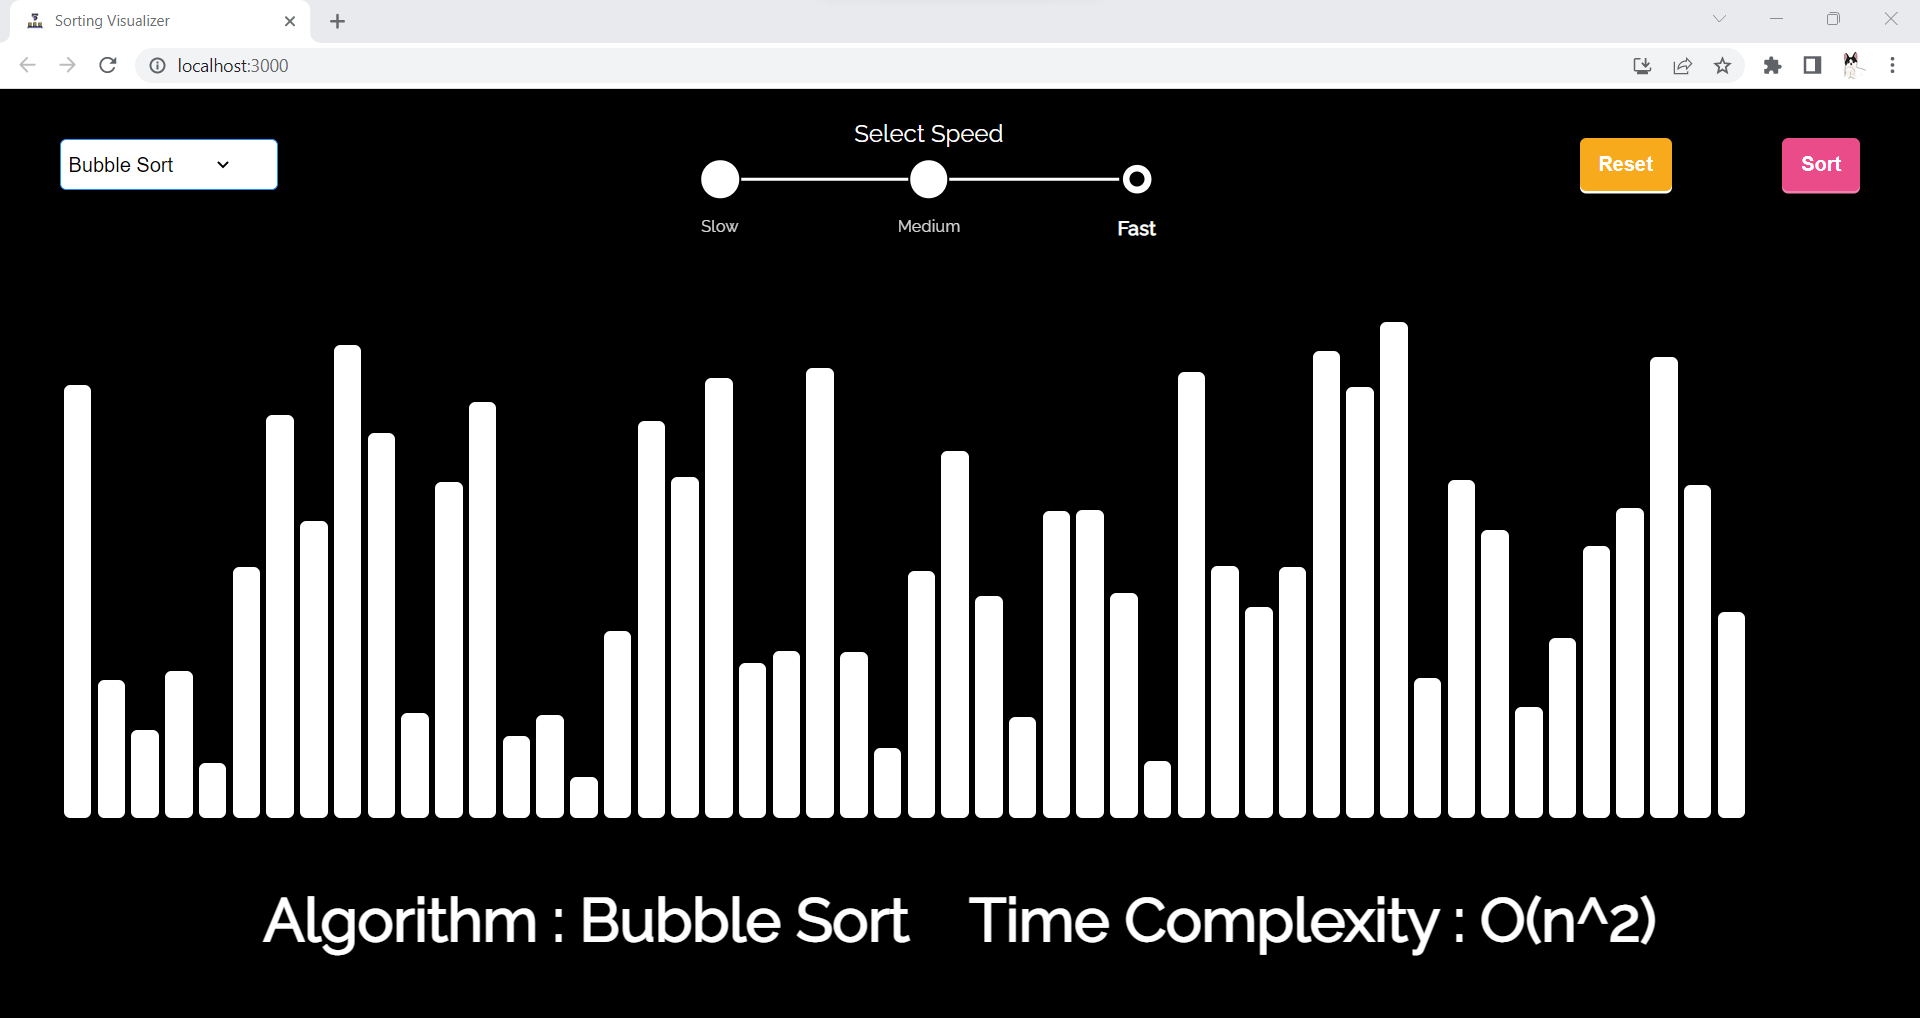 Sorting Visualizer
localhost:3000
Select Speed
Bubble Sort
Reset
Sort
Slow
Medium
Fast
Algorithm : Bubble Sort
Time Complexity : O(n^2)